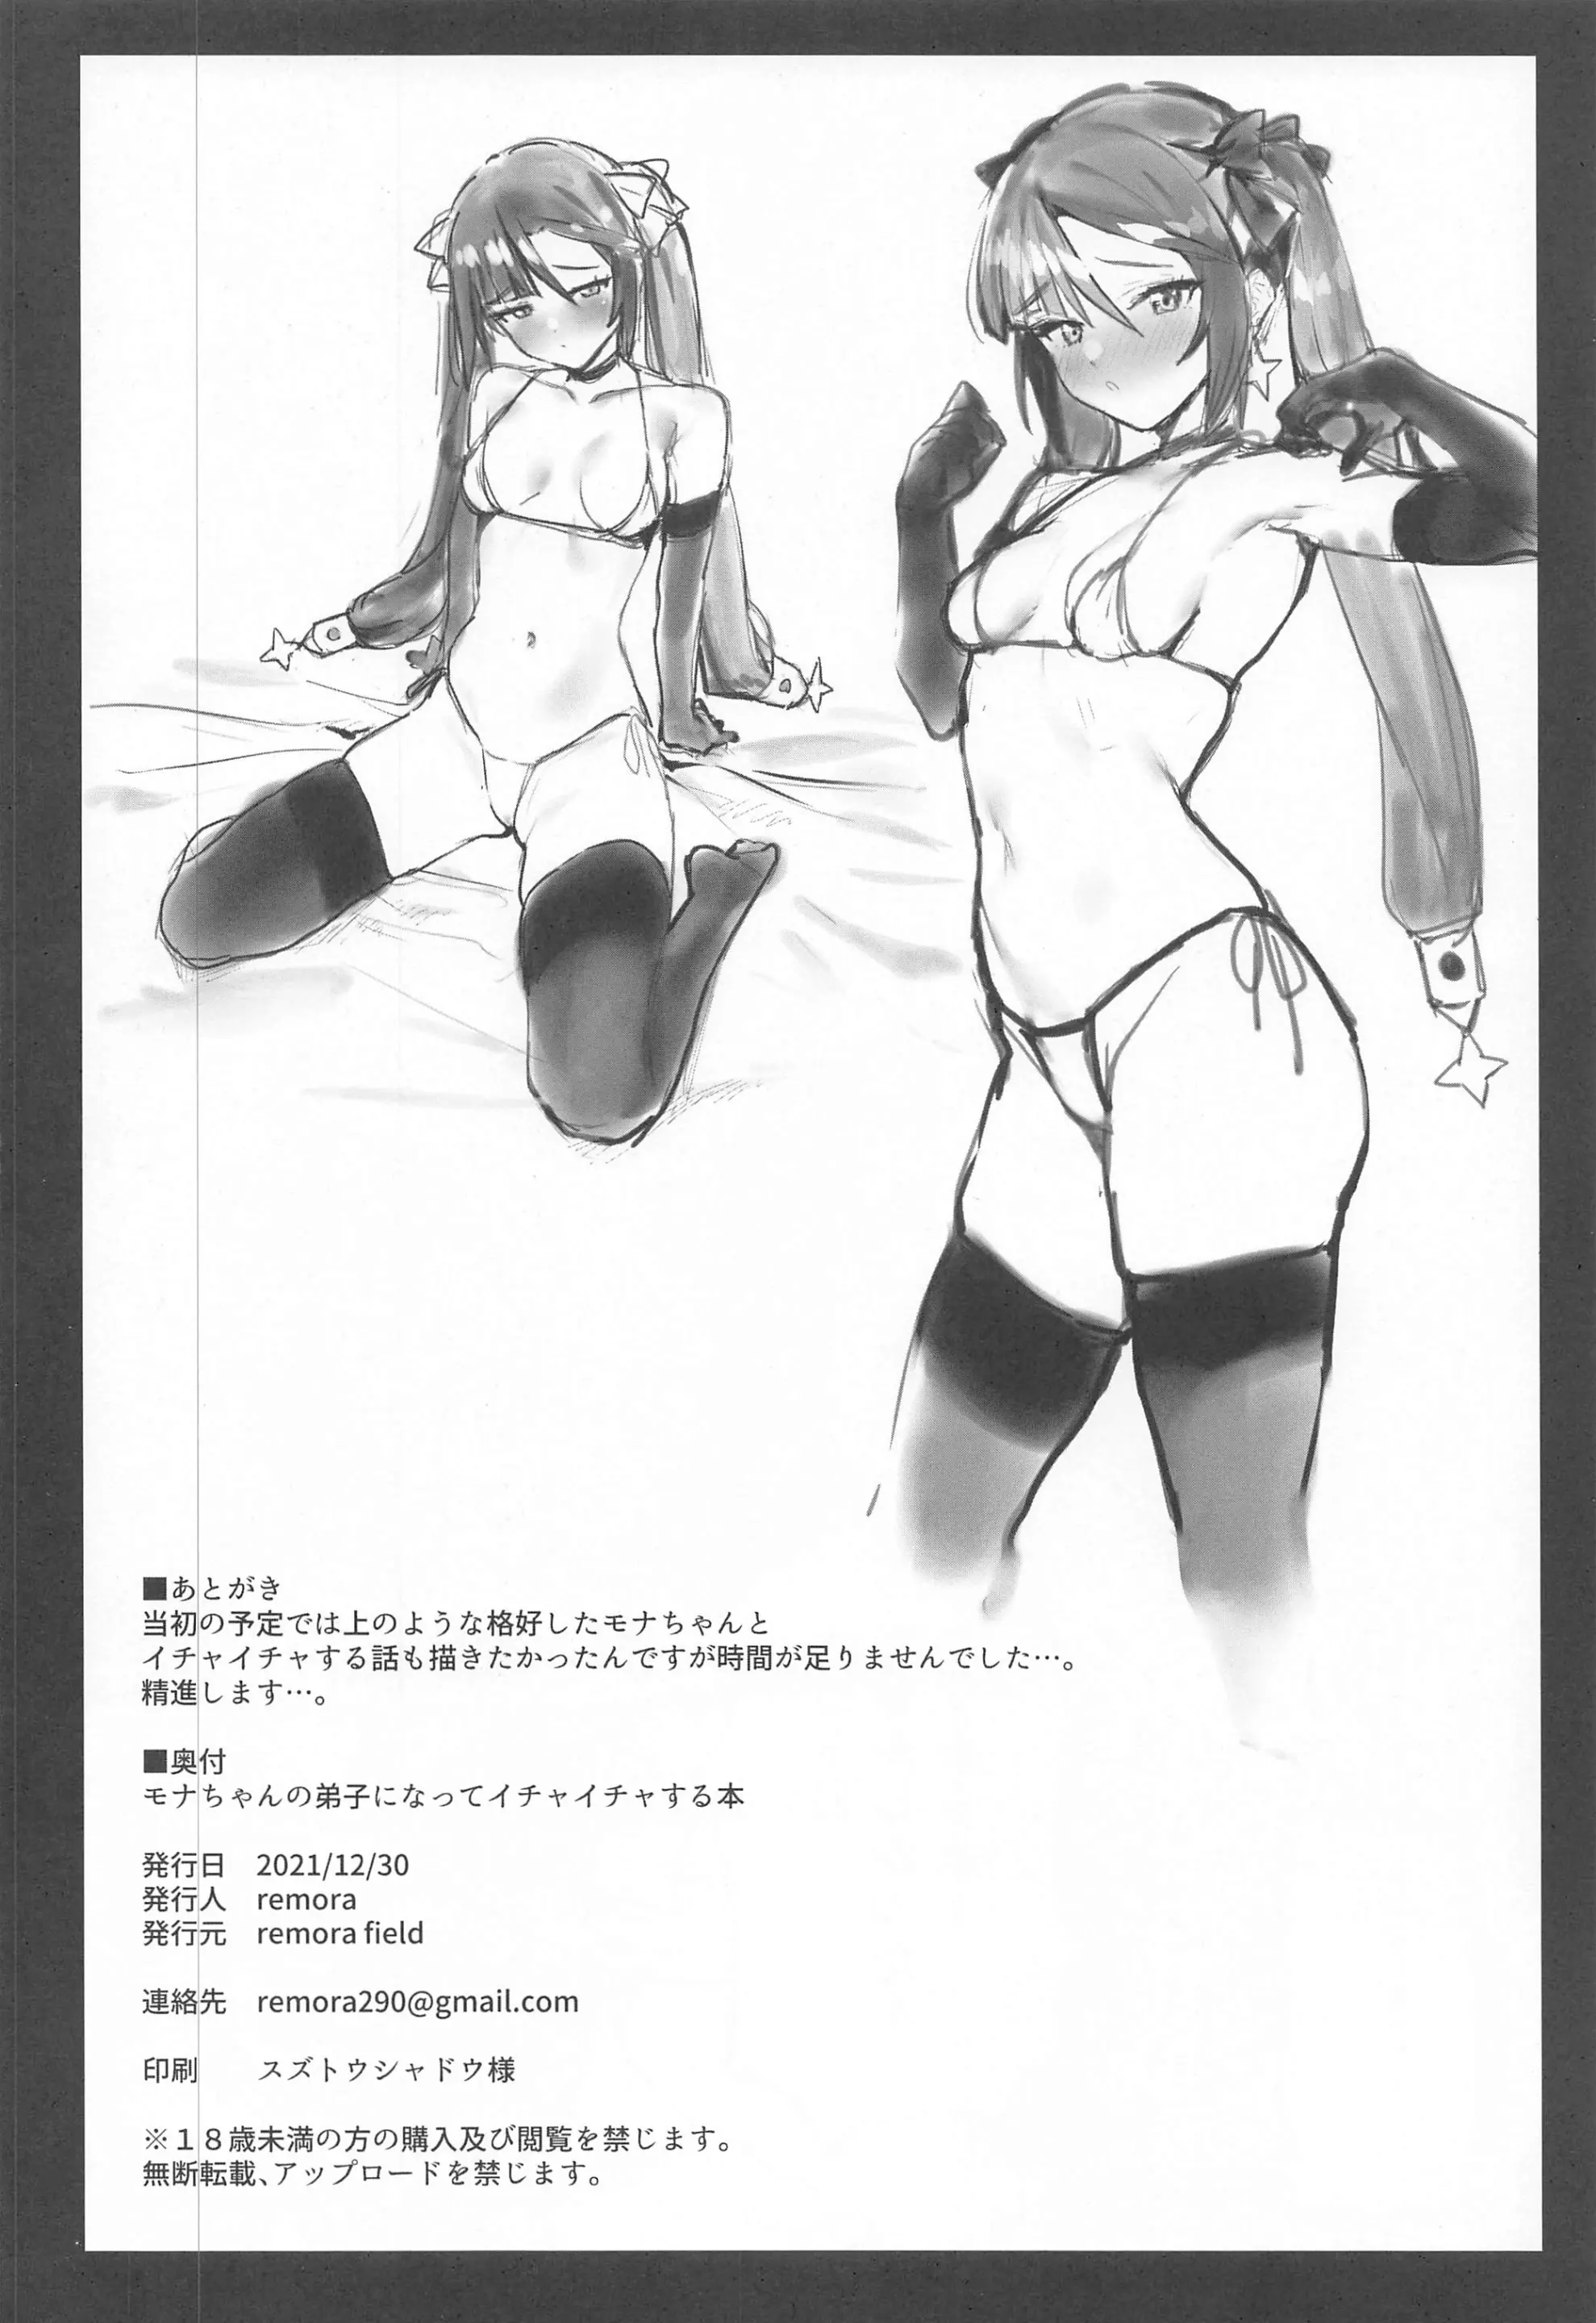 ■あとがき
当初の予定では上のような格好したモナちゃんと
イチャイチャする話も描きたかったんですが時間が足りませんでした…。
精進します…。
■奥付
モナちゃんの弟子になってイチャイチャする本
発行日　2021/12/30
発行人　remora
発行元　remora field
連絡先　remora290@gmail.com
印刷　　スズトウシャドウ様
※１８歳未満の方の購入及び閲覧を禁じます。
無断転載、アップロードを禁じます。